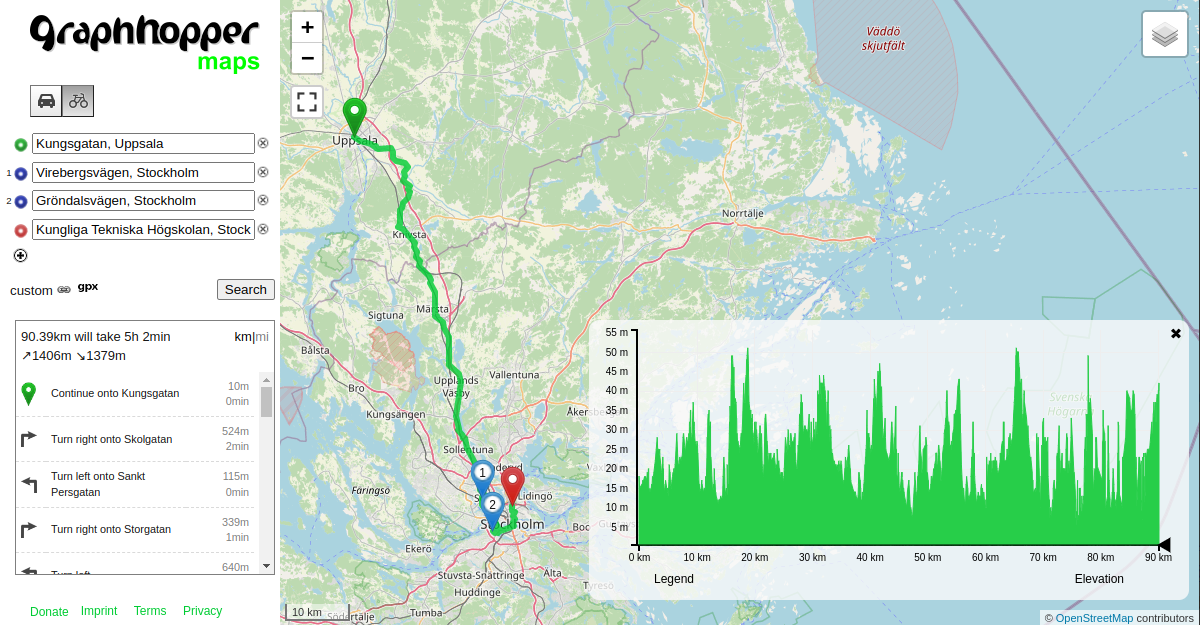 graphhopper
maps
Kungsgatan, Uppsala
1
Virebergsvägen, Stockholm
2
Gröndalsvägen, Stockholm
Kungliga Tekniska Högskolan, Stock
custom
gpx
Search
90.39km will take 5h 2min
km|mi
↗1406m ↘1379m
Continue onto Kungsgatan
10m
0min
Turn right onto Skolgatan
524m
2min
Turn left onto Sankt
Persgatan
115m
0min
Turn right onto Storgatan
339m
1min
Turn left
640m
Donate
Imprint
Terms
Privacy
+
−
Väddö
skjutfält
Uppsala
Norrtälje
Knivsta
Sigtuna
Märsta
Bålsta
Vallentuna
Upplands
Väsby
Bro
Kungsängen
Sollentuna
1
Färingsö
Lidingö
2
Stockholm
Ekerö
Stuvsta-Snättringe
Älta
Tyresö
Huddinge
Tumba
Södertälje
10 km
55 m
50 m
45 m
40 m
35 m
30 m
25 m
20 m
15 m
10 m
5 m
Svenska
Högarna
0 km
10 km
20 km
30 km
40 km
50 km
60 km
70 km
80 km
90 km
Legend
Elevation
© OpenStreetMap contributors